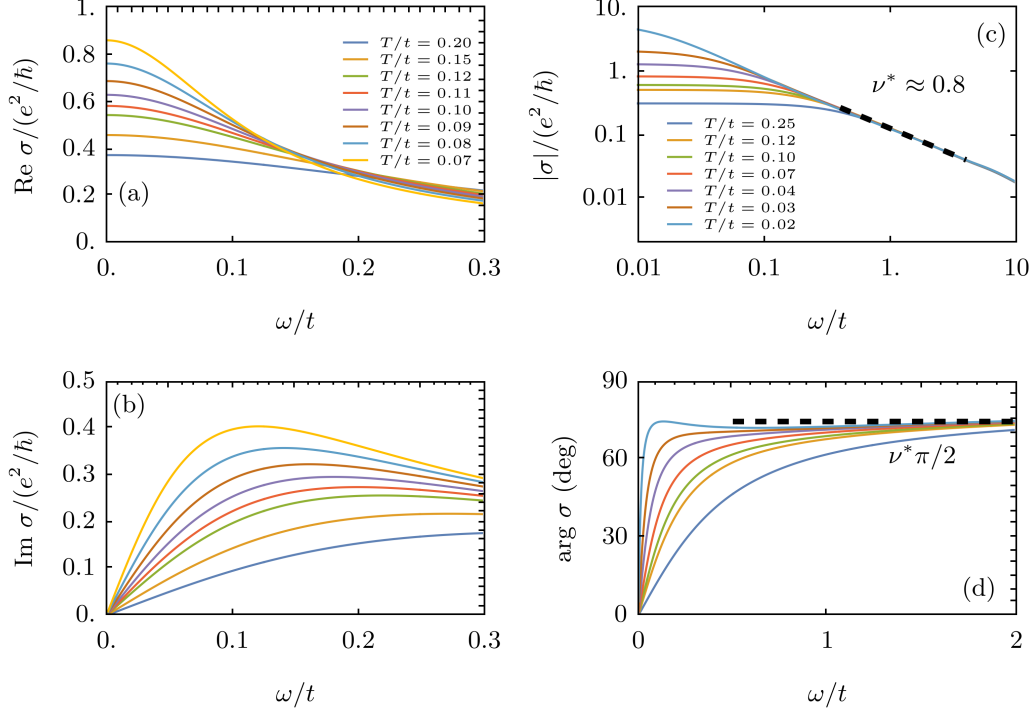 Re σ/(e²/ħ)
1.
0.8
0.6
0.4
0.2
0.
T/t = 0.20
T/t = 0.15
T/t = 0.12
T/t = 0.11
T/t = 0.10
T/t = 0.09
T/t = 0.08
T/t = 0.07
(a)
0. 0.1 0.2 0.3
ω/t
|σ|/(e²/ħ)
10.
1.
0.10
0.01
(c)
ν* ≈ 0.8
T/t = 0.25
T/t = 0.12
T/t = 0.10
T/t = 0.07
T/t = 0.04
T/t = 0.03
T/t = 0.02
0.01 0.1 1. 10
ω/t
Im σ/(e²/ħ)
0.5
0.4
0.3
0.2
0.1
0.
(b)
0. 0.1 0.2 0.3
ω/t
arg σ (deg)
90
60
30
0
ν*π/2
(d)
0 1 2
ω/t